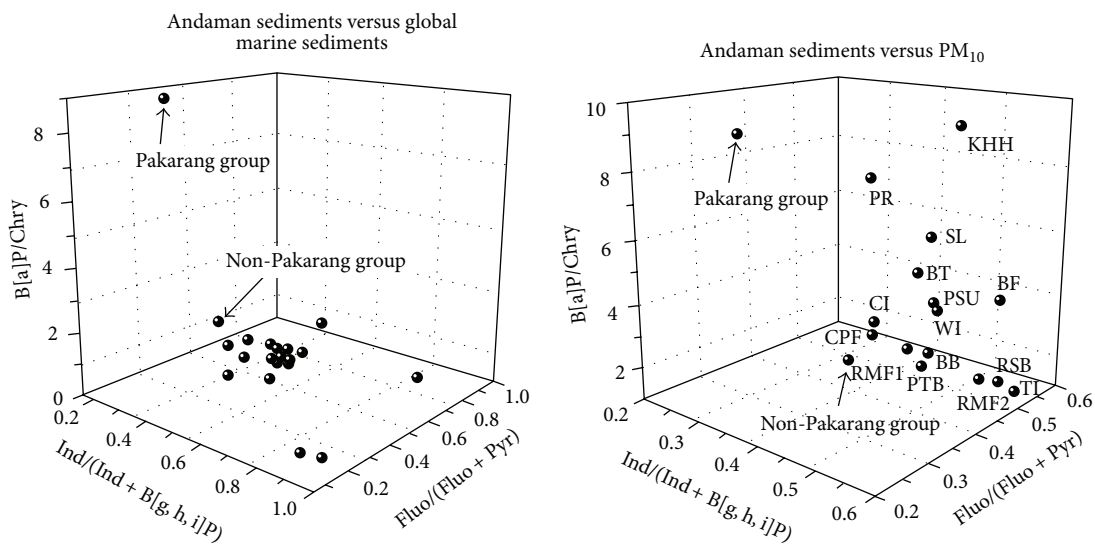 Andaman sediments versus global
marine sediments
B[a]P/Chry
8
6
4
2
0
Pakarang group
Non-Pakarang group
0.2
0.4
0.6
0.8
1.0
Ind/(Ind + B[g, h, i]P)
0.2
0.4
0.6
0.8
1.0
Fluo/(Fluo + Pyr)
Andaman sediments versus PM10
B[a]P/Chry
10
8
6
4
2
Pakarang group
KHH
PR
SL
BT
BF
PSU
CI
WI
CPF
BB
RSB
RMF1
PTB
TI
RMF2
Non-Pakarang group
0.2
0.3
0.4
0.5
0.6
Ind/(Ind + B[g, h, i]P)
0.2
0.3
0.4
0.5
0.6
Fluo/(Fluo + Pyr)